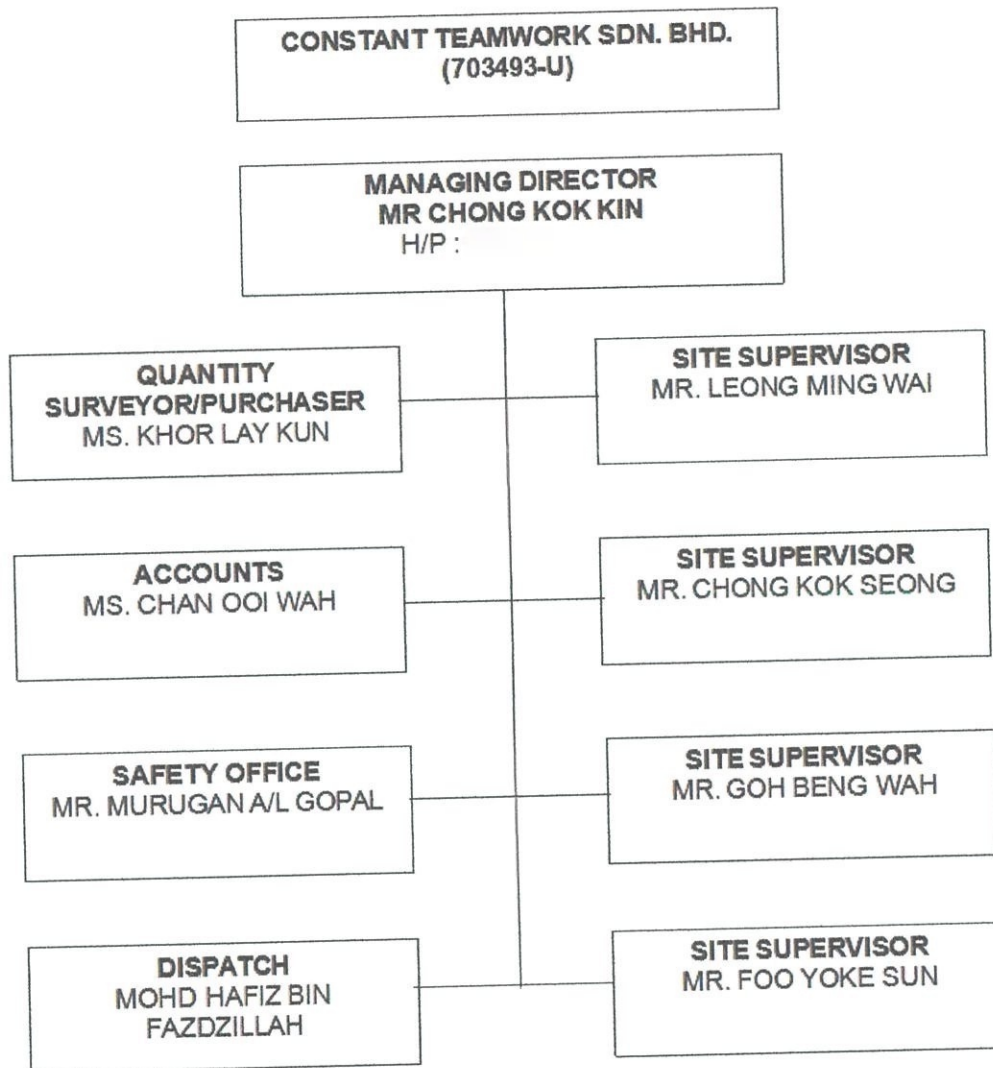 CONSTANT TEAMWORK SDN. BHD.
(703493-U)
MANAGING DIRECTOR
MR CHONG KOK KIN
H/P :
QUANTITY
SURVEYOR/PURCHASER
MS. KHOR LAY KUN
SITE SUPERVISOR
MR. LEONG MING WAI
ACCOUNTS
MS. CHAN OOI WAH
SITE SUPERVISOR
MR. CHONG KOK SEONG
SAFETY OFFICE
MR. MURUGAN A/L GOPAL
SITE SUPERVISOR
MR. GOH BENG WAH
DISPATCH
MOHD HAFIZ BIN
FAZDZILLAH
SITE SUPERVISOR
MR. FOO YOKE SUN